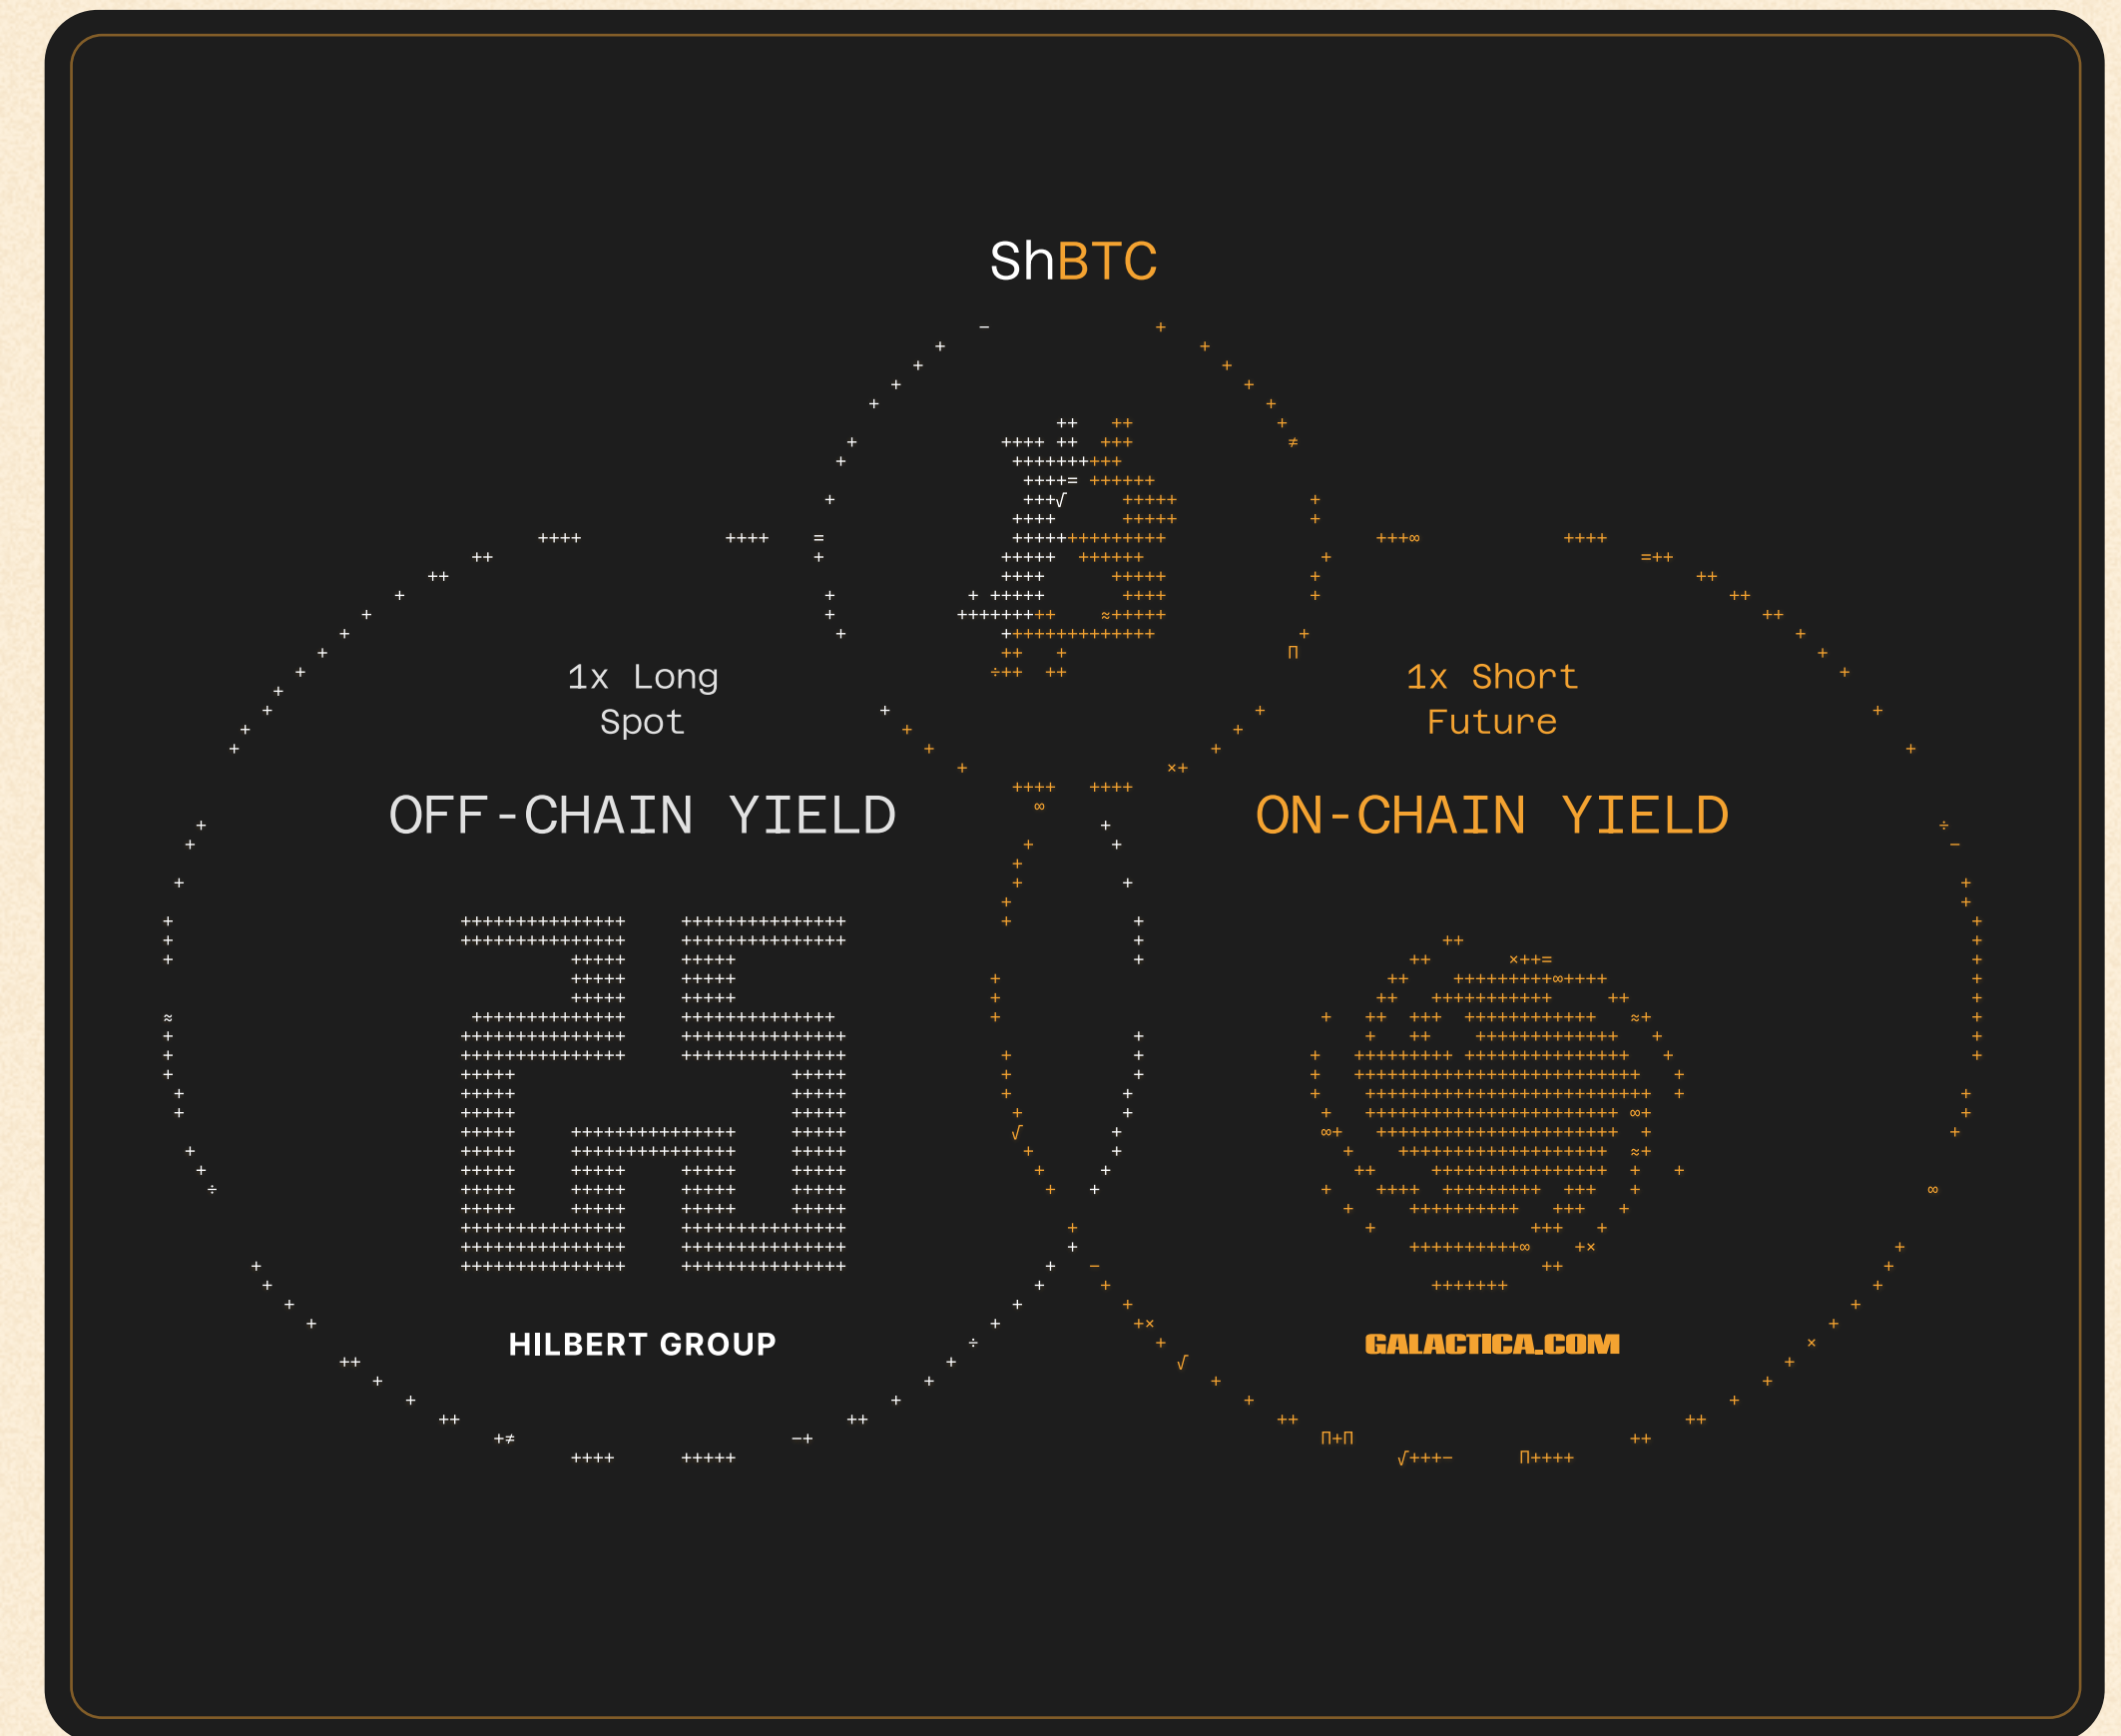 ShBTC
1x Long
Spot
OFF-CHAIN YIELD
HILBERT GROUP
1x Short
Future
ON-CHAIN YIELD
GALACTICA.COM